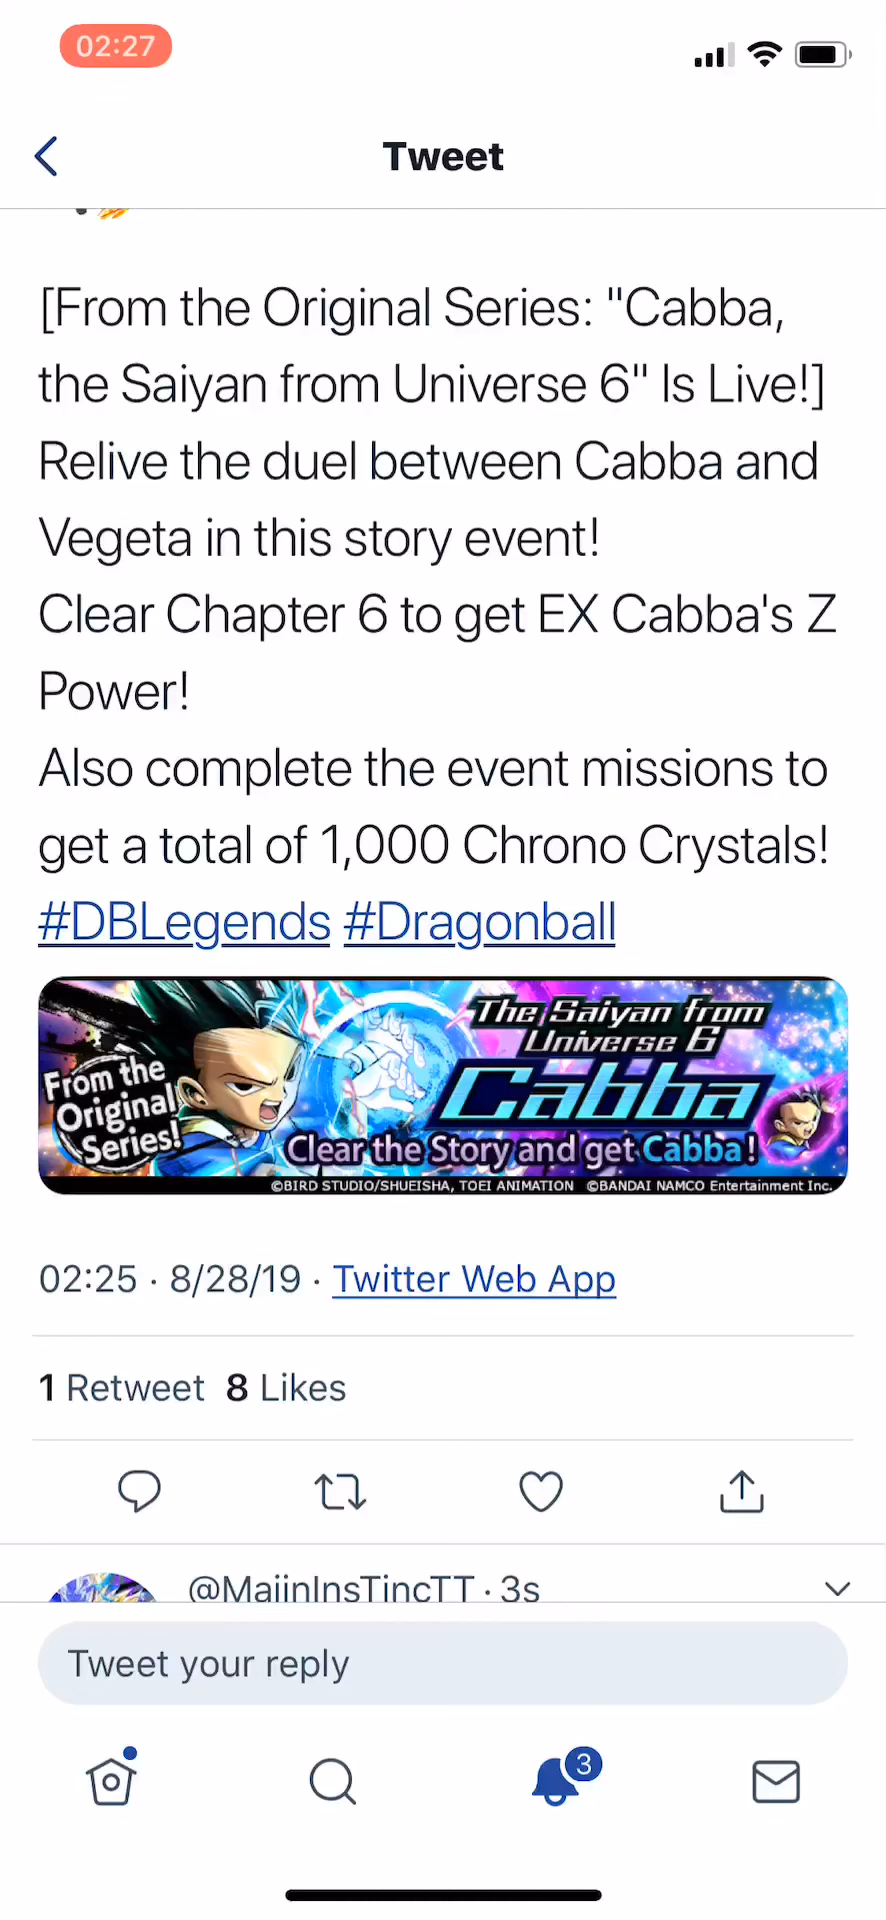 02:27
Tweet
[From the Original Series: "Cabba,
the Saiyan from Universe 6" Is Live!]
Relive the duel between Cabba and
Vegeta in this story event!
Clear Chapter 6 to get EX Cabba's Z
Power!
Also complete the event missions to
get a total of 1,000 Chrono Crystals!
#DBLegends #Dragonball
The Saiyan from
Universe 6
Cabba
From the
Original
Series!
Clear the Story and get Cabba!
©BIRD STUDIO/SHUEISHA, TOEI ANIMATION ©BANDAI NAMCO Entertainment Inc.
02:25 · 8/28/19 · Twitter Web App
1 Retweet 8 Likes
@MajinInsTincTT · 3s
Tweet your reply
3